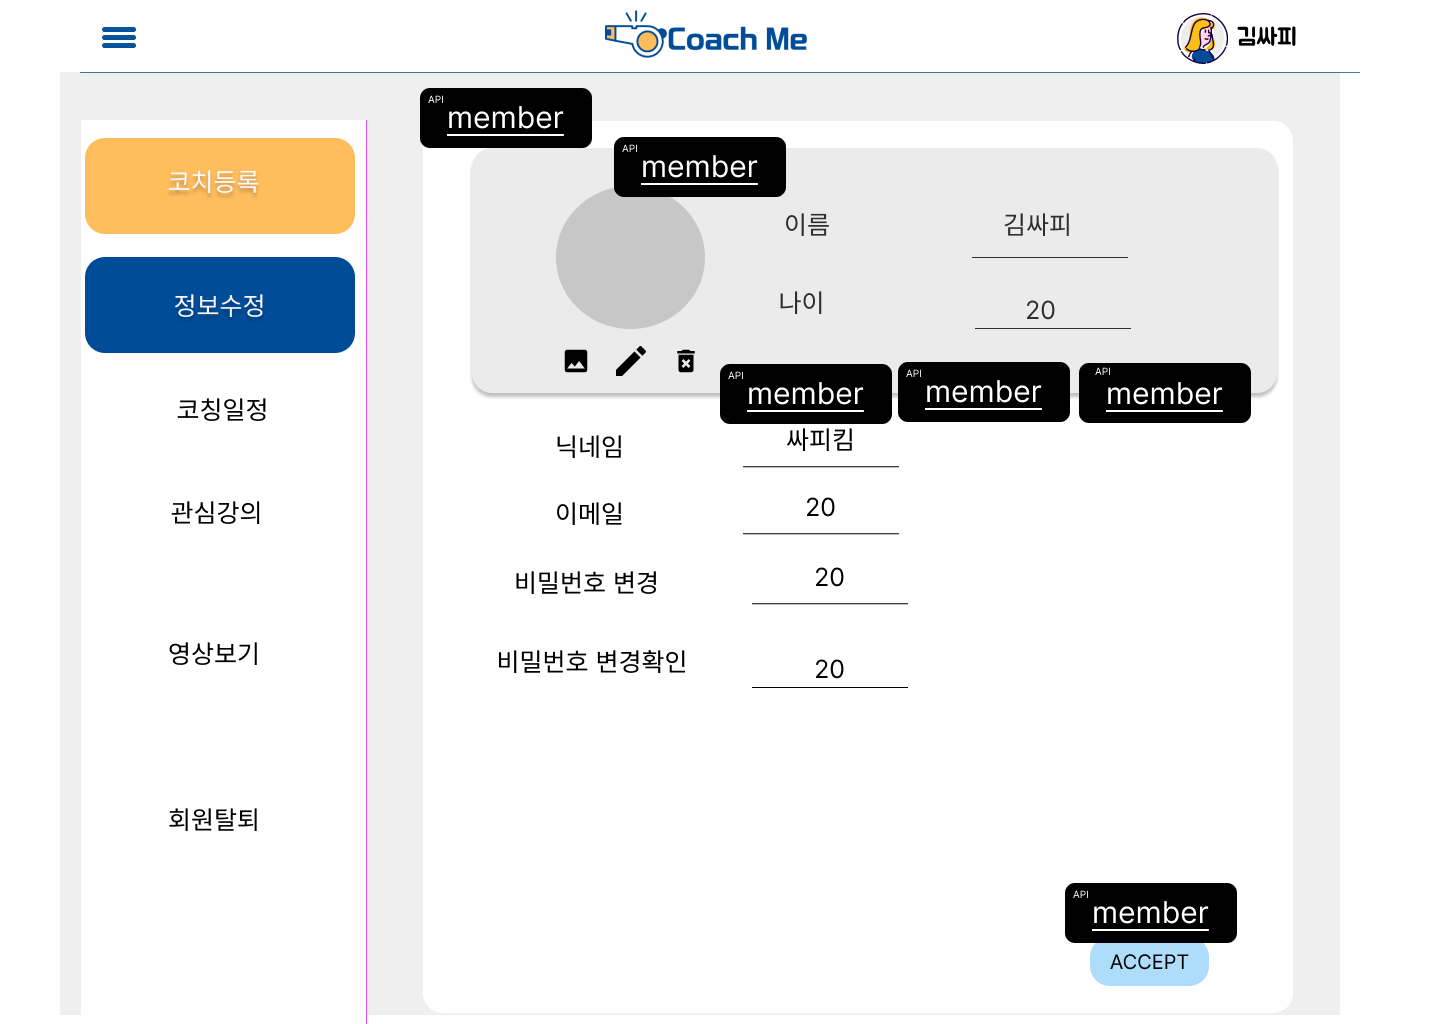 Coach Me
김싸피
코치등록
정보수정
코칭일정
관심강의
영상보기
회원탈퇴
API
member
API
member
이름
김싸피
나이
20
API
member
API
member
API
member
닉네임
싸피킴
이메일
20
비밀번호 변경
20
비밀번호 변경확인
20
API
member
ACCEPT